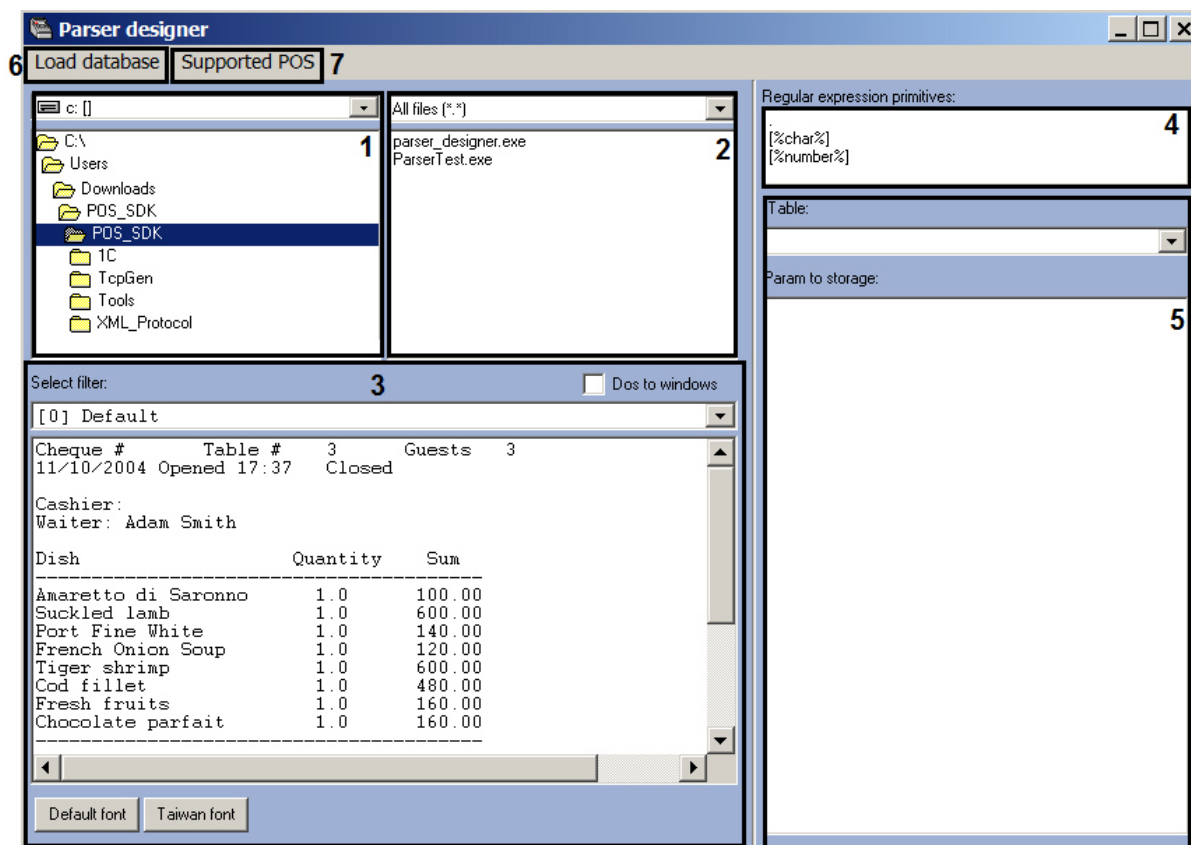 Parser designer
6 Load database Supported POS 7
c: []
C:\
Users
Downloads
POS_SDK
POS_SDK
1C
TcpGen
Tools
XML_Protocol
1
All files (*.*)
parser_designer.exe
ParserTest.exe
2
Regular expression primitives:
.
[%char%]
[%number%]
4
Table:
Param to storage:
5
Select filter:
3
Dos to windows
[0] Default
Cheque # Table # 3 Guests 3
11/10/2004 Opened 17:37 Closed
Cashier:
Waiter: Adam Smith
Dish Quantity Sum
----------------------------------------
Amaretto di Saronno 1.0 100.00
Suckled lamb 1.0 600.00
Port Fine White 1.0 140.00
French Onion Soup 1.0 120.00
Tiger shrimp 1.0 600.00
Cod fillet 1.0 480.00
Fresh fruits 1.0 160.00
Chocolate parfait 1.0 160.00
----------------------------------------
Default font Taiwan font